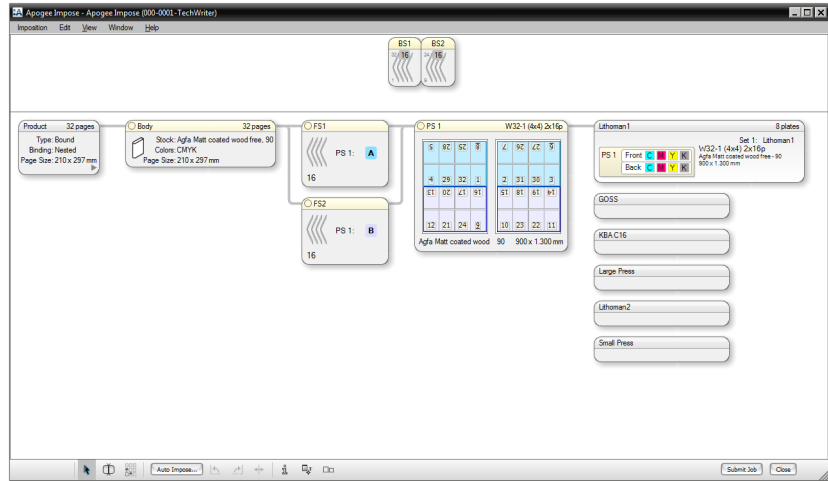 Apogee Impose - Apogee Impose (000-0001-TechWriter)
Imposition Edit View Window Help
BS1 BS2
32 16 24 16
1
Product 32 pages
Type: Bound
Binding: Nested
Page Size: 210 x 297 mm
Body 32 pages
Stock: Agfa Matt coated wood free, 90
Colors: CMYK
Page Size: 210 x 297 mm
FS1
PS 1: A
16
FS2
PS 1: B
16
PS 1 W32-1 (4x4) 2x16p
5 28 25 8 7 26 27 6
4 29 32 1 2 31 30 3
13 20 17 16 15 18 19 14
12 21 24 9 10 23 22 11
Agfa Matt coated wood 90 900 x 1.300 mm
Lithoman1 8 plates
Set 1: Lithoman1
W32-1 (4x4) 2x16p
Agfa Matt coated wood free - 90
900 x 1.300 mm
PS 1 Front C M Y K
Back C M Y K
GOSS
KBA C16
Large Press
Lithoman2
Small Press
Auto Impose...
Submit Job Close